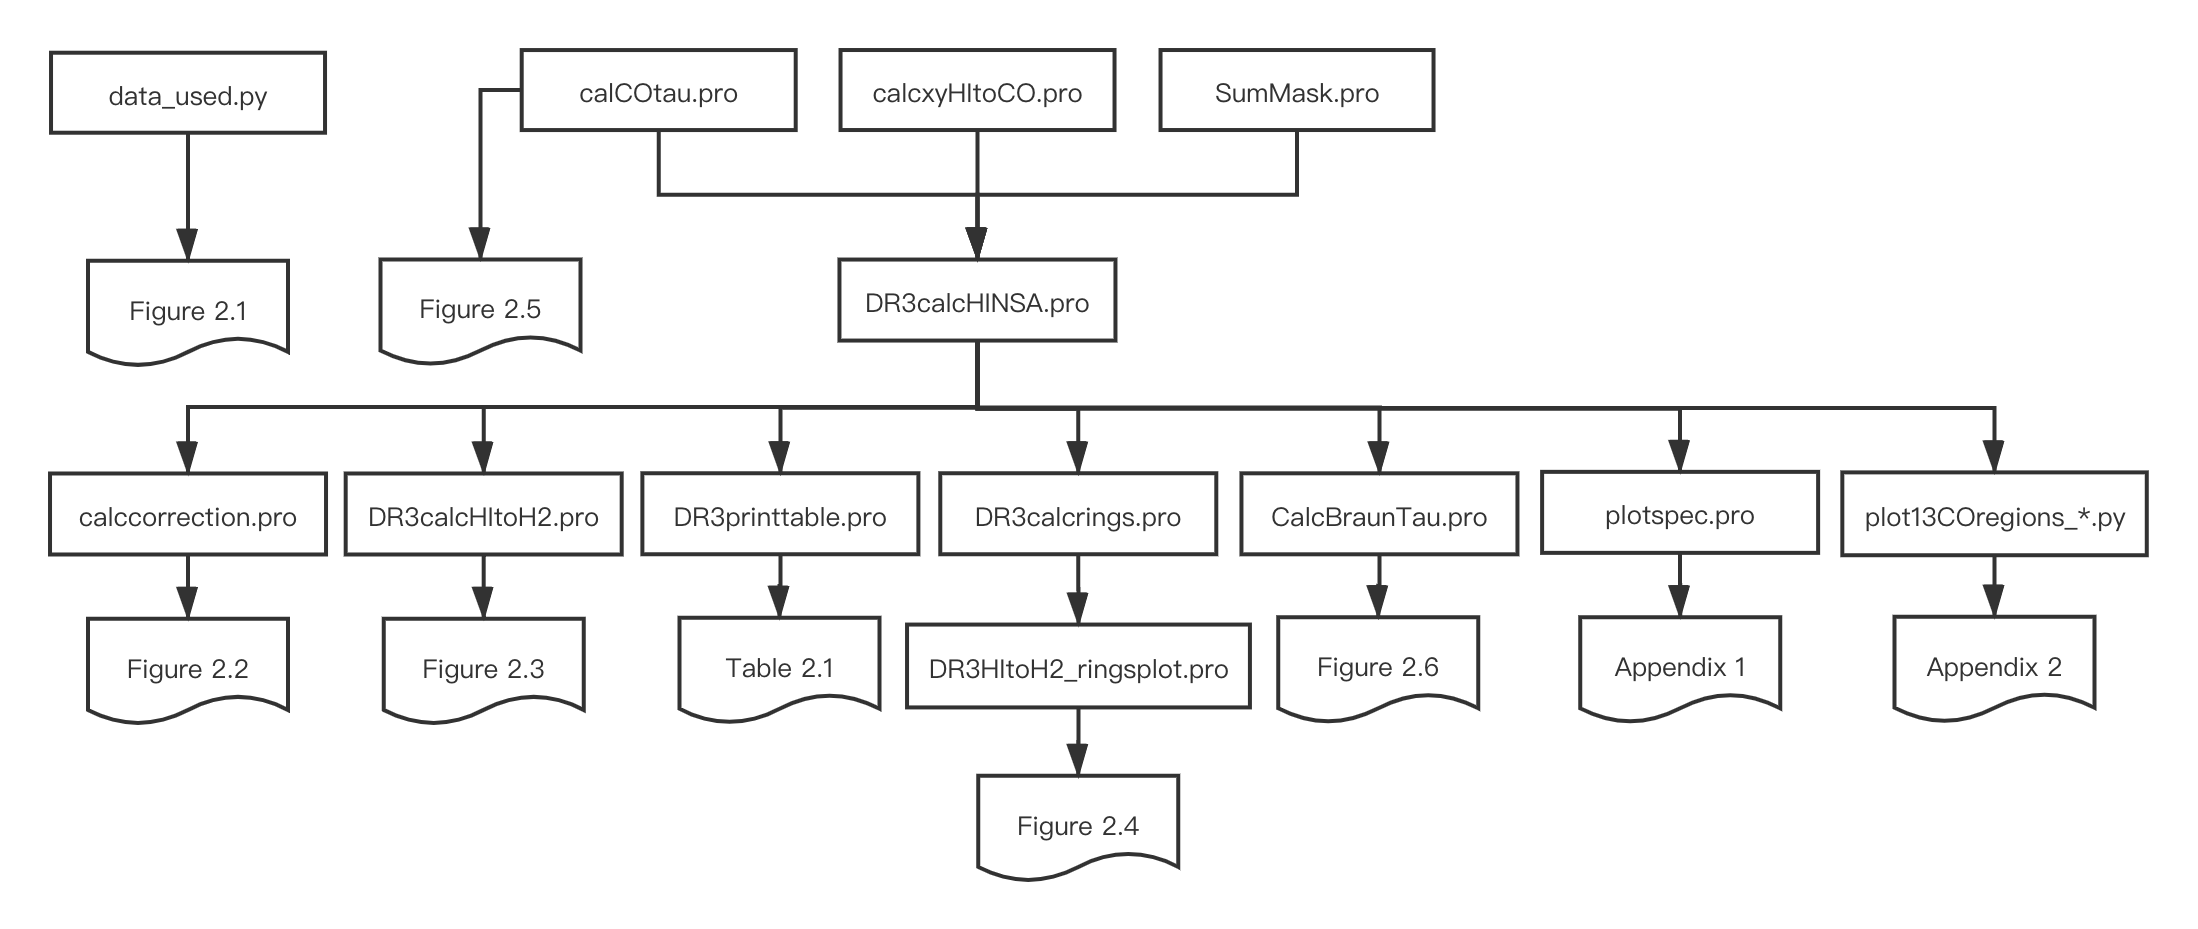 data_used.py
calCOtau.pro
calcxyHItoCO.pro
SumMask.pro
Figure 2.1
Figure 2.5
DR3calcHINSA.pro
calccorrection.pro
DR3calcHItoH2.pro
DR3printtable.pro
DR3calcrings.pro
CalcBraunTau.pro
plotspec.pro
plot13COregions_*.py
Figure 2.2
Figure 2.3
Table 2.1
DR3HItoH2_ringsplot.pro
Figure 2.6
Appendix 1
Appendix 2
Figure 2.4